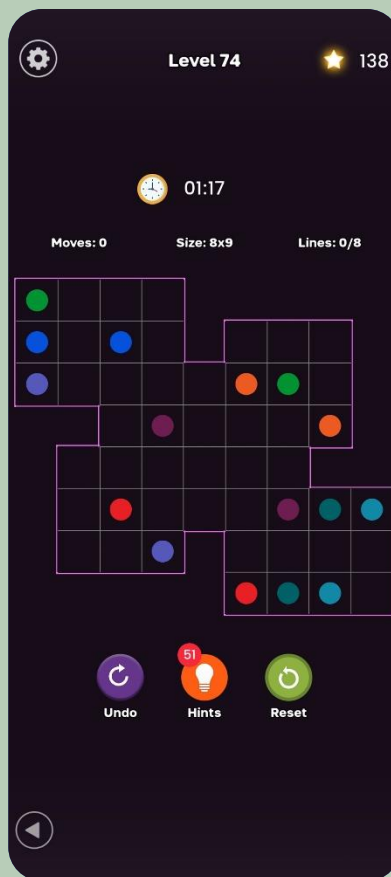 Level 74
138
01:17
Moves: 0
Size: 8x9
Lines: 0/8
51
Undo
Hints
Reset